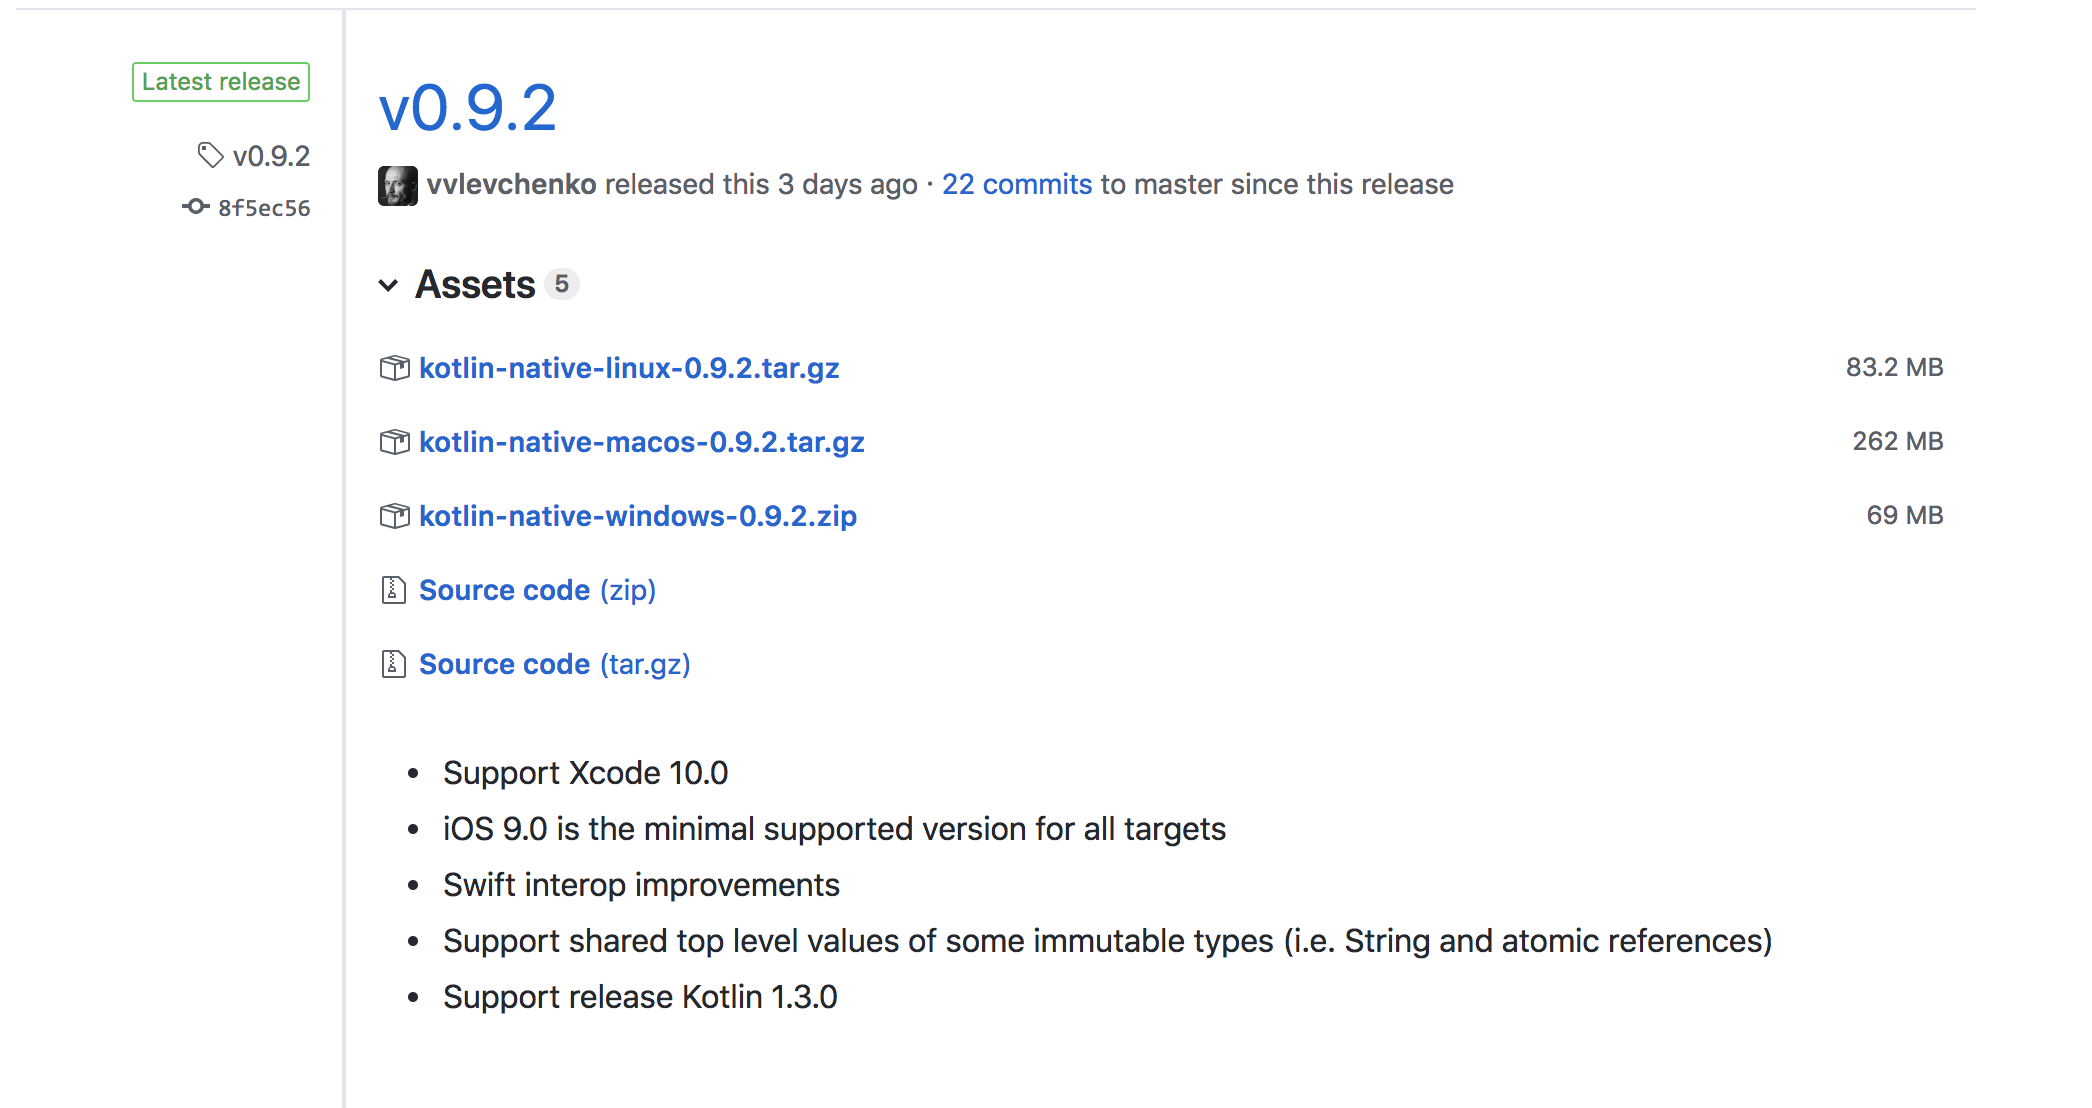 Latest release
v0.9.2
8f5ec56
v0.9.2
vvlevchenko released this 3 days ago · 22 commits to master since this release
Assets 5
kotlin-native-linux-0.9.2.tar.gz 83.2 MB
kotlin-native-macos-0.9.2.tar.gz 262 MB
kotlin-native-windows-0.9.2.zip 69 MB
Source code (zip)
Source code (tar.gz)
• Support Xcode 10.0
• iOS 9.0 is the minimal supported version for all targets
• Swift interop improvements
• Support shared top level values of some immutable types (i.e. String and atomic references)
• Support release Kotlin 1.3.0